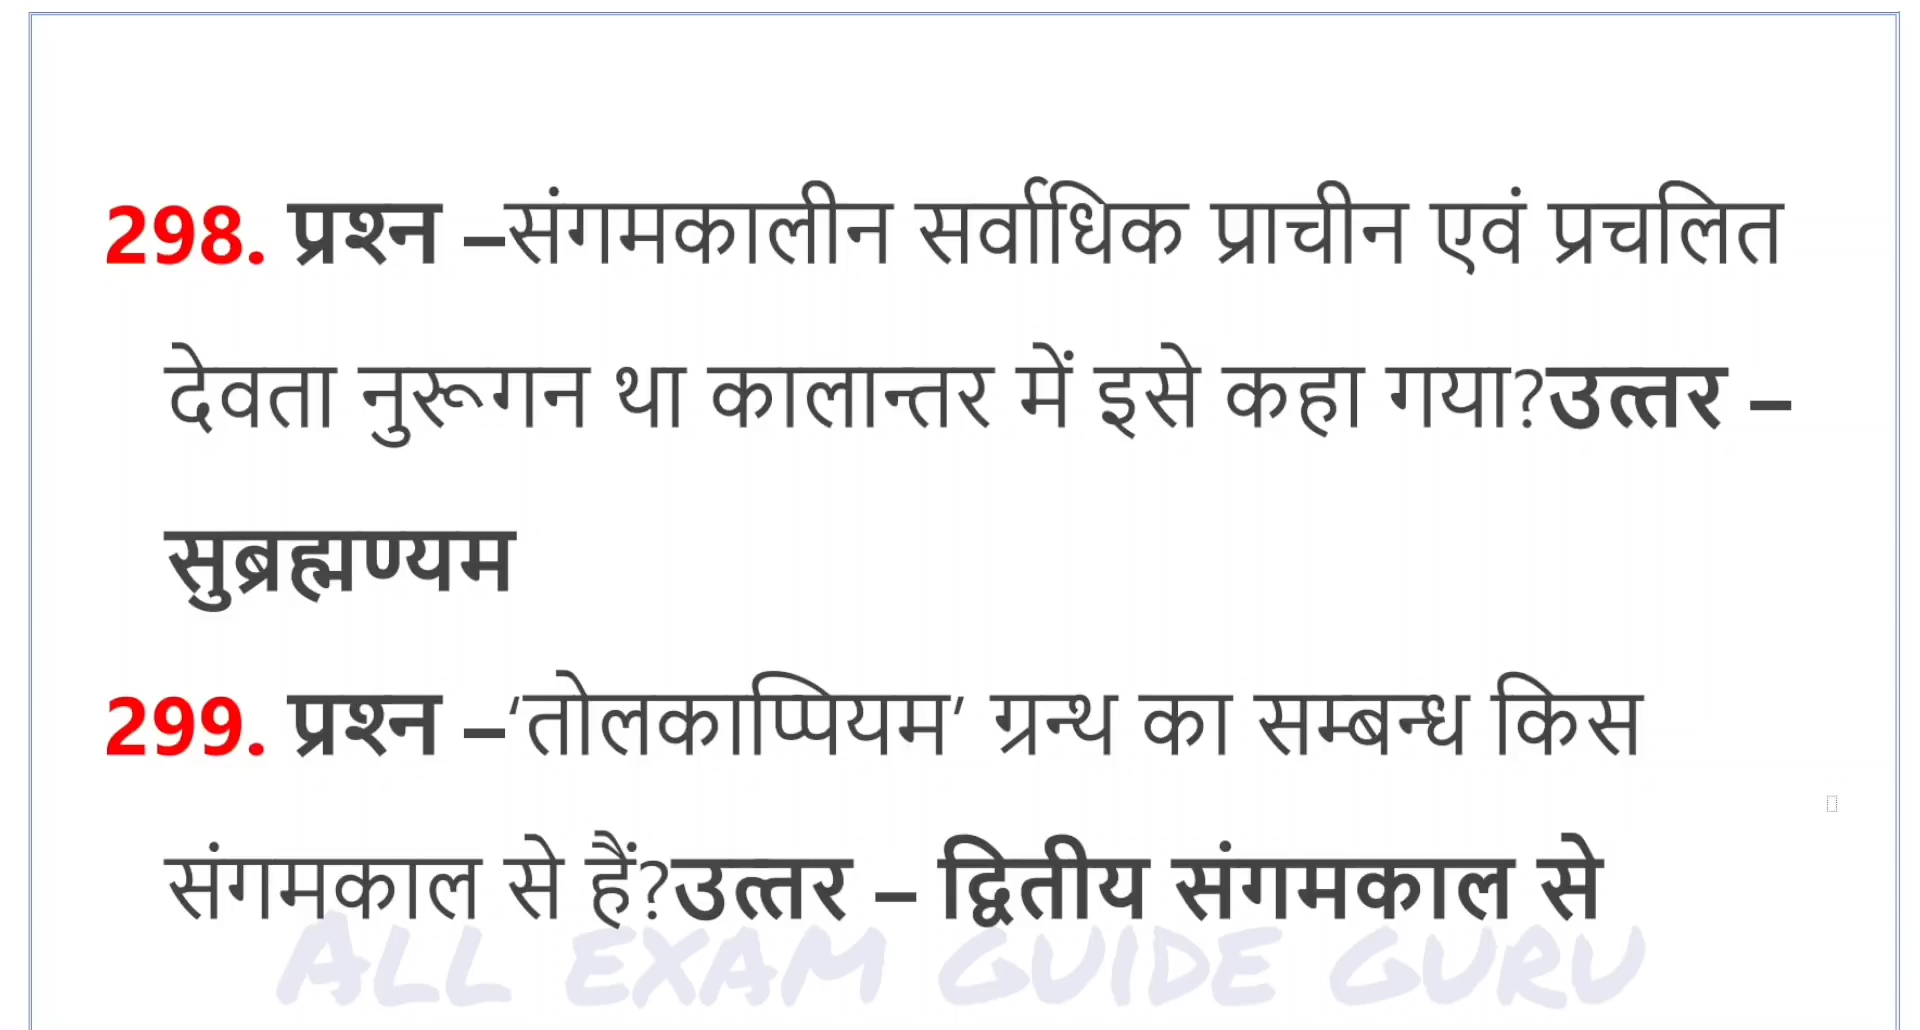 298. प्रश्न –संगमकालीन सर्वाधिक प्राचीन एवं प्रचलित
देवता नुरूगन था कालान्तर में इसे कहा गया?उत्तर –
सुब्रह्मण्यम
299. प्रश्न –‘तोलकाप्पियम’ ग्रन्थ का सम्बन्ध किस
संगमकाल से हैं?उत्तर – द्वितीय संगमकाल से
ALL EXAM GUIDE GURU